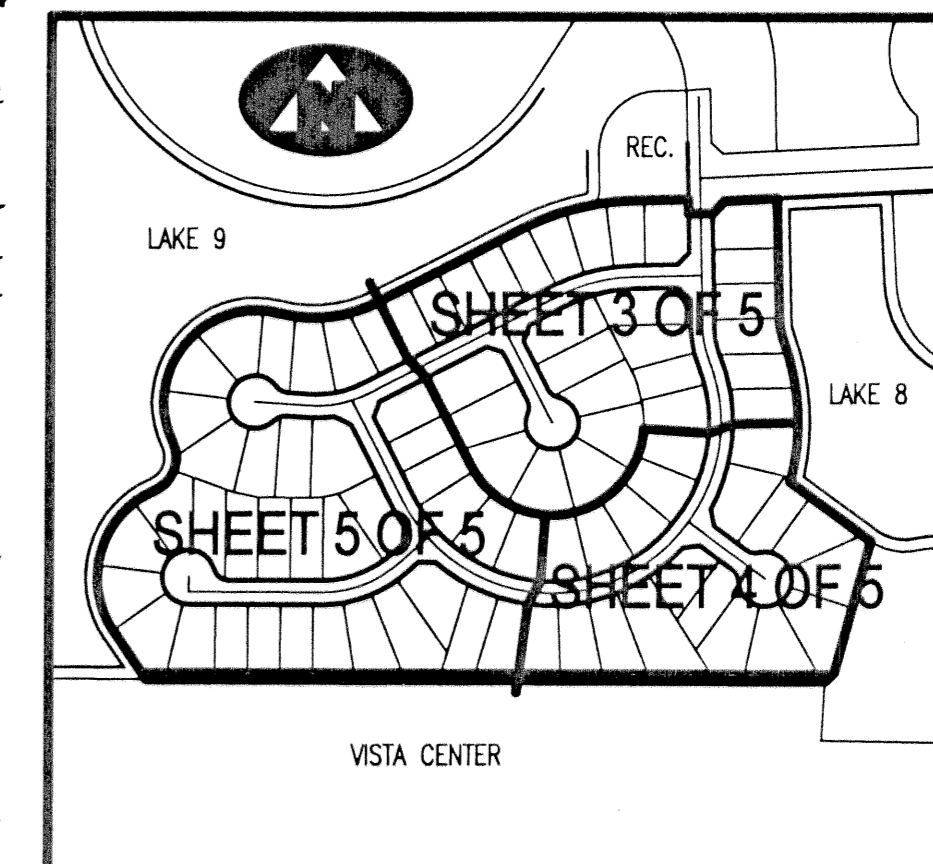 REC.
LAKE 9
SHEET 3 OF 5
LAKE 8
SHEET 5 OF 5
SHEET 4 OF 5
VISTA CENTER